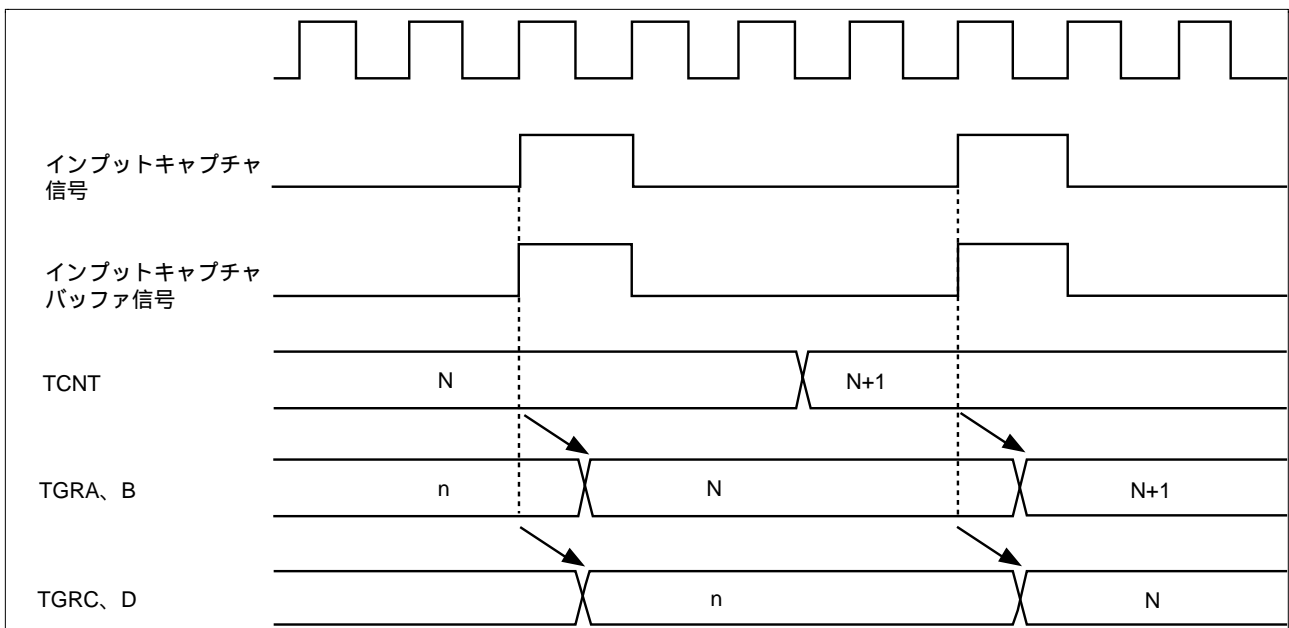 インプットキャプチャ
信号
インプットキャプチャ
バッファ信号
TCNT
N
N+1
TGRA、B
n
N
N+1
TGRC、D
n
N